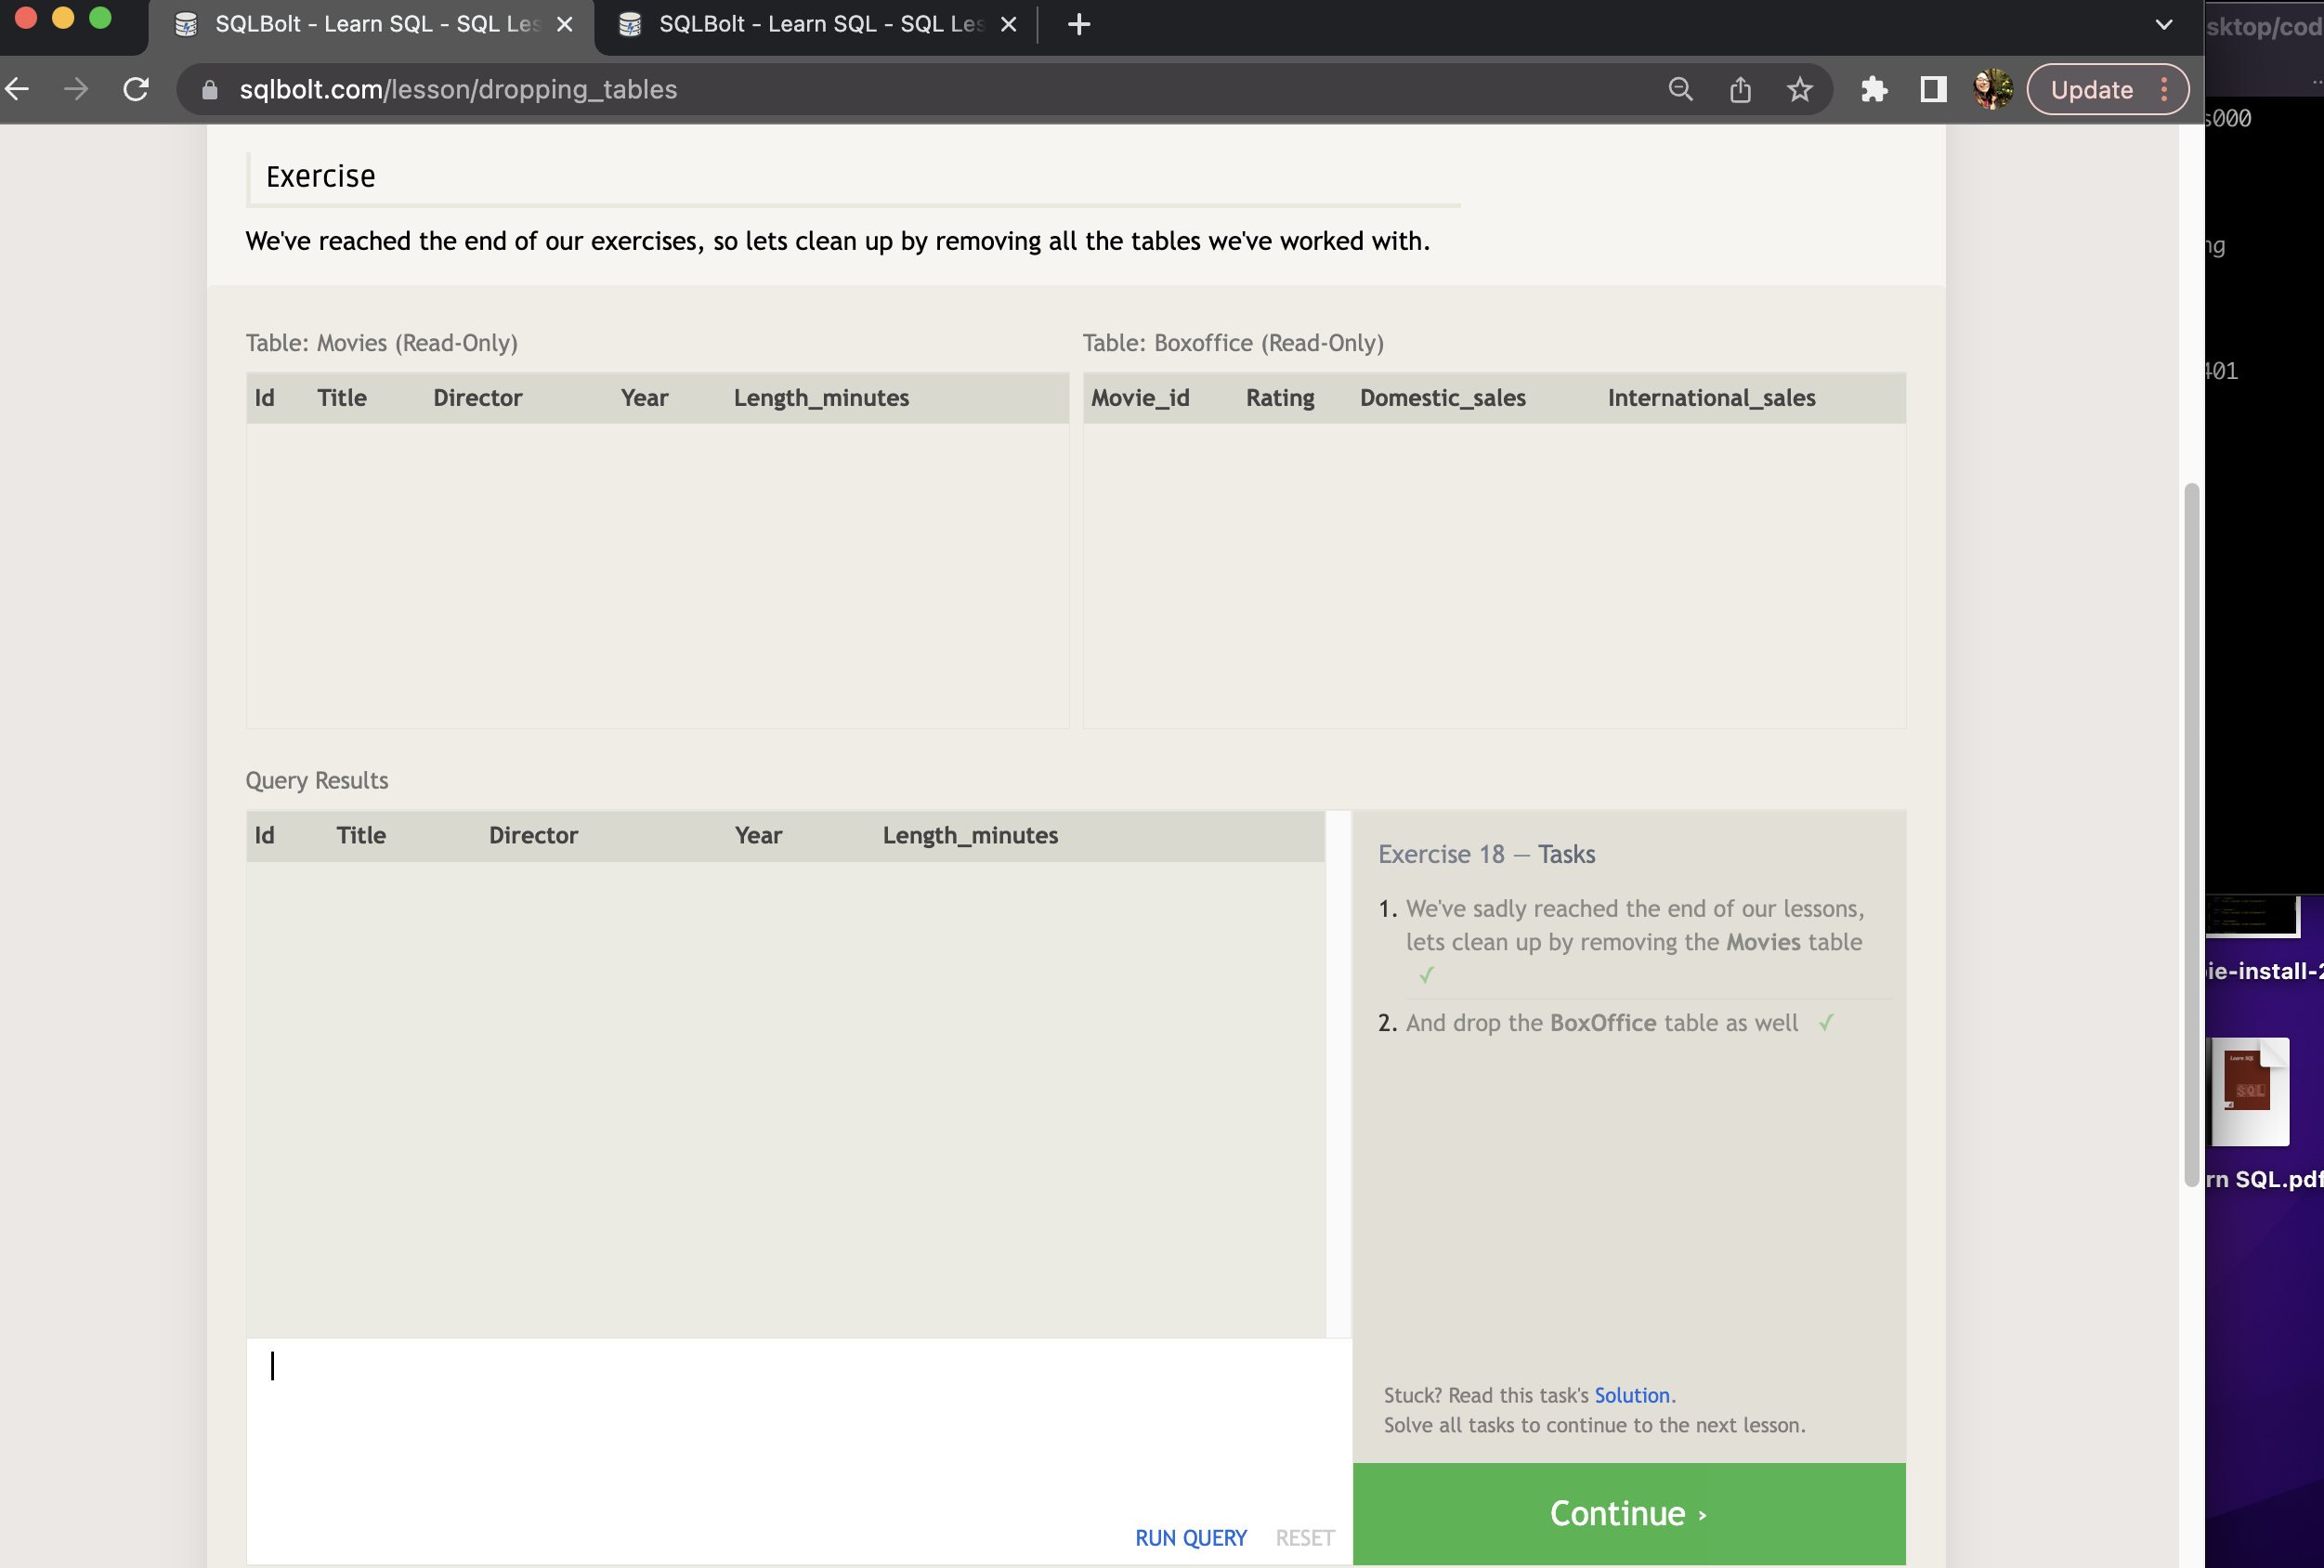 SQLBolt - Learn SQL - SQL Les
SQLBolt - Learn SQL - SQL Les
sktop/cod
sqlbolt.com/lesson/dropping_tables
Update
s000
Exercise
We've reached the end of our exercises, so lets clean up by removing all the tables we've worked with.
ng
Table: Movies (Read-Only)
Table: Boxoffice (Read-Only)
401
Id Title Director Year Length_minutes
Movie_id Rating Domestic_sales International_sales
Query Results
Id Title Director Year Length_minutes
Exercise 18 — Tasks
1. We've sadly reached the end of our lessons,
lets clean up by removing the Movies table
✓
2. And drop the BoxOffice table as well ✓
ie-install-2
Learn SQL
SQL
rn SQL.pdf
Stuck? Read this task's Solution.
Solve all tasks to continue to the next lesson.
Continue ›
RUN QUERY RESET